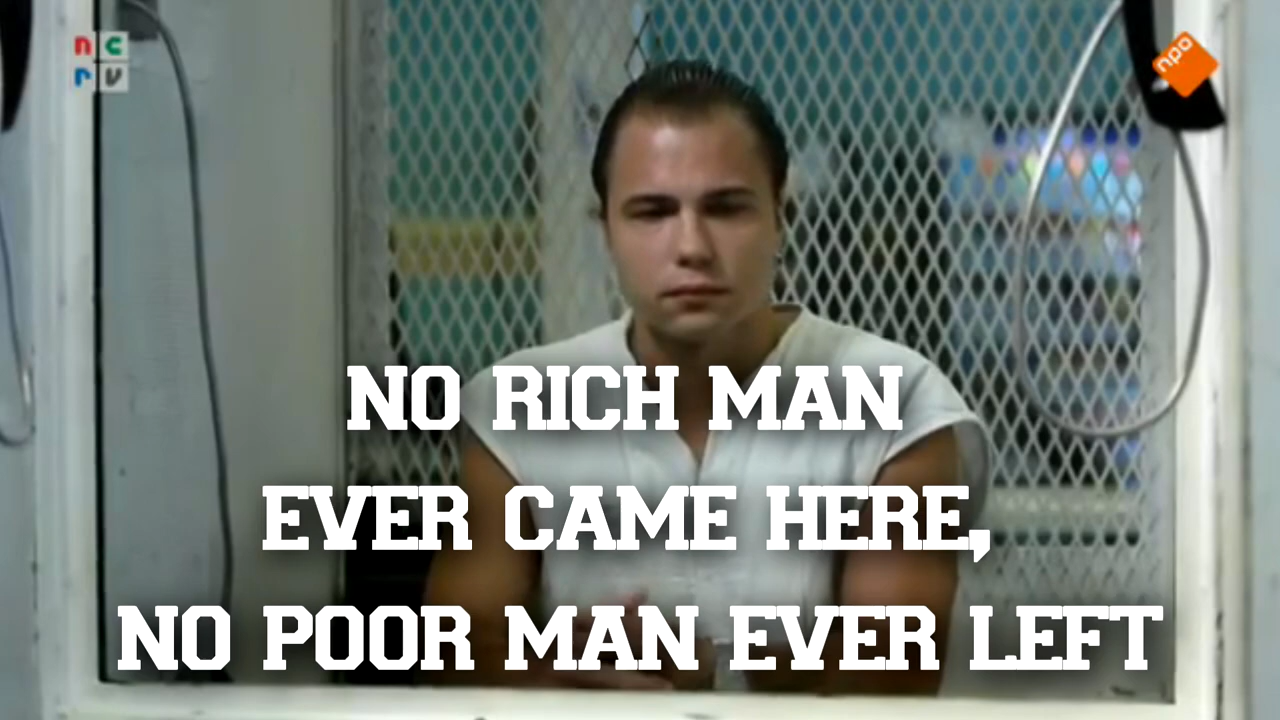 ncrv
npo
NO RICH MAN
EVER CAME HERE,
NO POOR MAN EVER LEFT